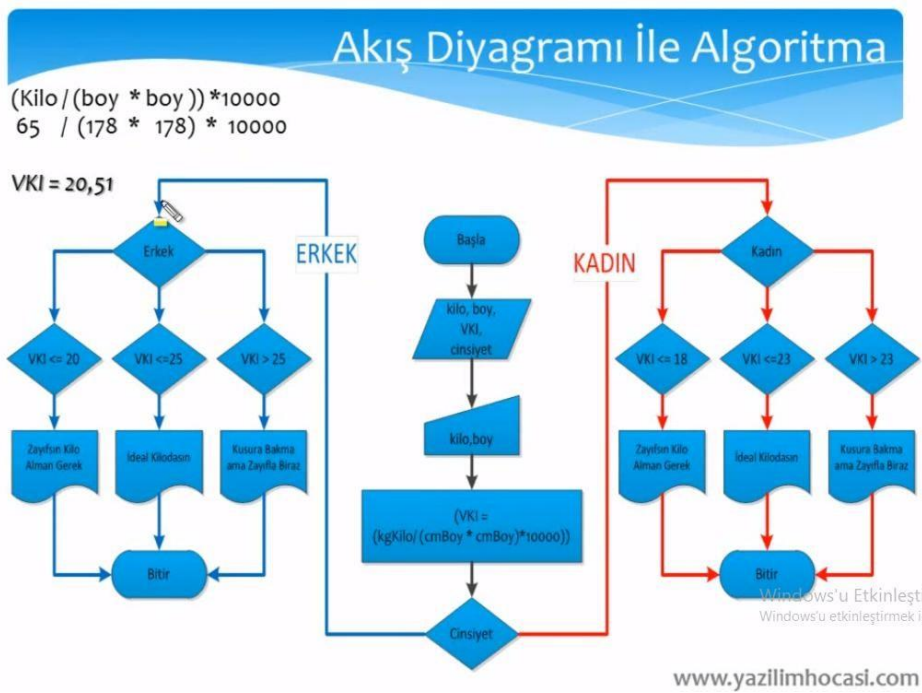 Akış Diyagramı İle Algoritma
(Kilo / (boy * boy )) *10000
65 / (178 * 178) * 10000
VKI = 20,51
Erkek
ERKEK
VKI <= 20
VKI <=25
VKI > 25
Zayıfsın Kilo
Alman Gerek
İdeal Kilodasın
Kusura Bakma
ama Zayıfla Biraz
Bitir
Başla
kilo, boy,
VKI,
cinsiyet
kilo,boy
(VKI =
(kgKilo/(cmBoy * cmBoy)*10000))
Cinsiyet
KADIN
Kadın
VKI <= 18
VKI <=23
VKI > 23
Zayıfsın Kilo
Alman Gerek
İdeal Kilodasın
Kusura Bakma
ama Zayıfla Biraz
Bitir
Windows'u Etkinleşt
Windows'u etkinleştirmek i
www.yazilimhocasi.com